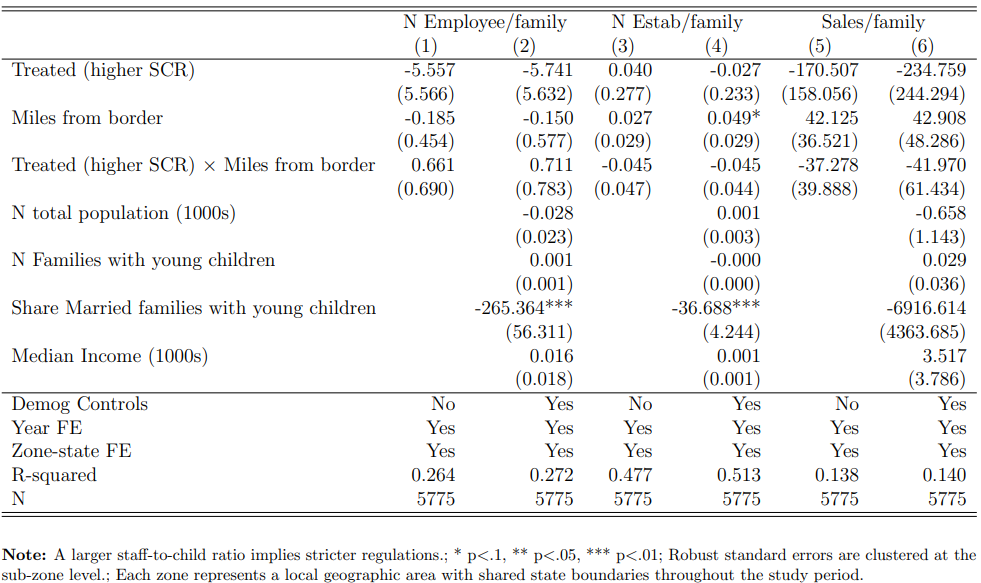 N Employee/family N Estab/family Sales/family
(1) (2) (3) (4) (5) (6)
Treated (higher SCR) -5.557 -5.741 0.040 -0.027 -170.507 -234.759
(5.566) (5.632) (0.277) (0.233) (158.056) (244.294)
Miles from border -0.185 -0.150 0.027 0.049* 42.125 42.908
(0.454) (0.577) (0.029) (0.029) (36.521) (48.286)
Treated (higher SCR) × Miles from border 0.661 0.711 -0.045 -0.045 -37.278 -41.970
(0.690) (0.783) (0.047) (0.044) (39.888) (61.434)
N total population (1000s) -0.028 0.001 -0.658
(0.023) (0.003) (1.143)
N Families with young children 0.001 -0.000 0.029
(0.001) (0.000) (0.036)
Share Married families with young children -265.364*** -36.688*** -6916.614
(56.311) (4.244) (4363.685)
Median Income (1000s) 0.016 0.001 3.517
(0.018) (0.001) (3.786)
Demog Controls No Yes No Yes No Yes
Year FE Yes Yes Yes Yes Yes Yes
Zone-state FE Yes Yes Yes Yes Yes Yes
R-squared 0.264 0.272 0.477 0.513 0.138 0.140
N 5775 5775 5775 5775 5775 5775
Note: A larger staff-to-child ratio implies stricter regulations.; * p<.1, ** p<.05, *** p<.01; Robust standard errors are clustered at the
sub-zone level.; Each zone represents a local geographic area with shared state boundaries throughout the study period.